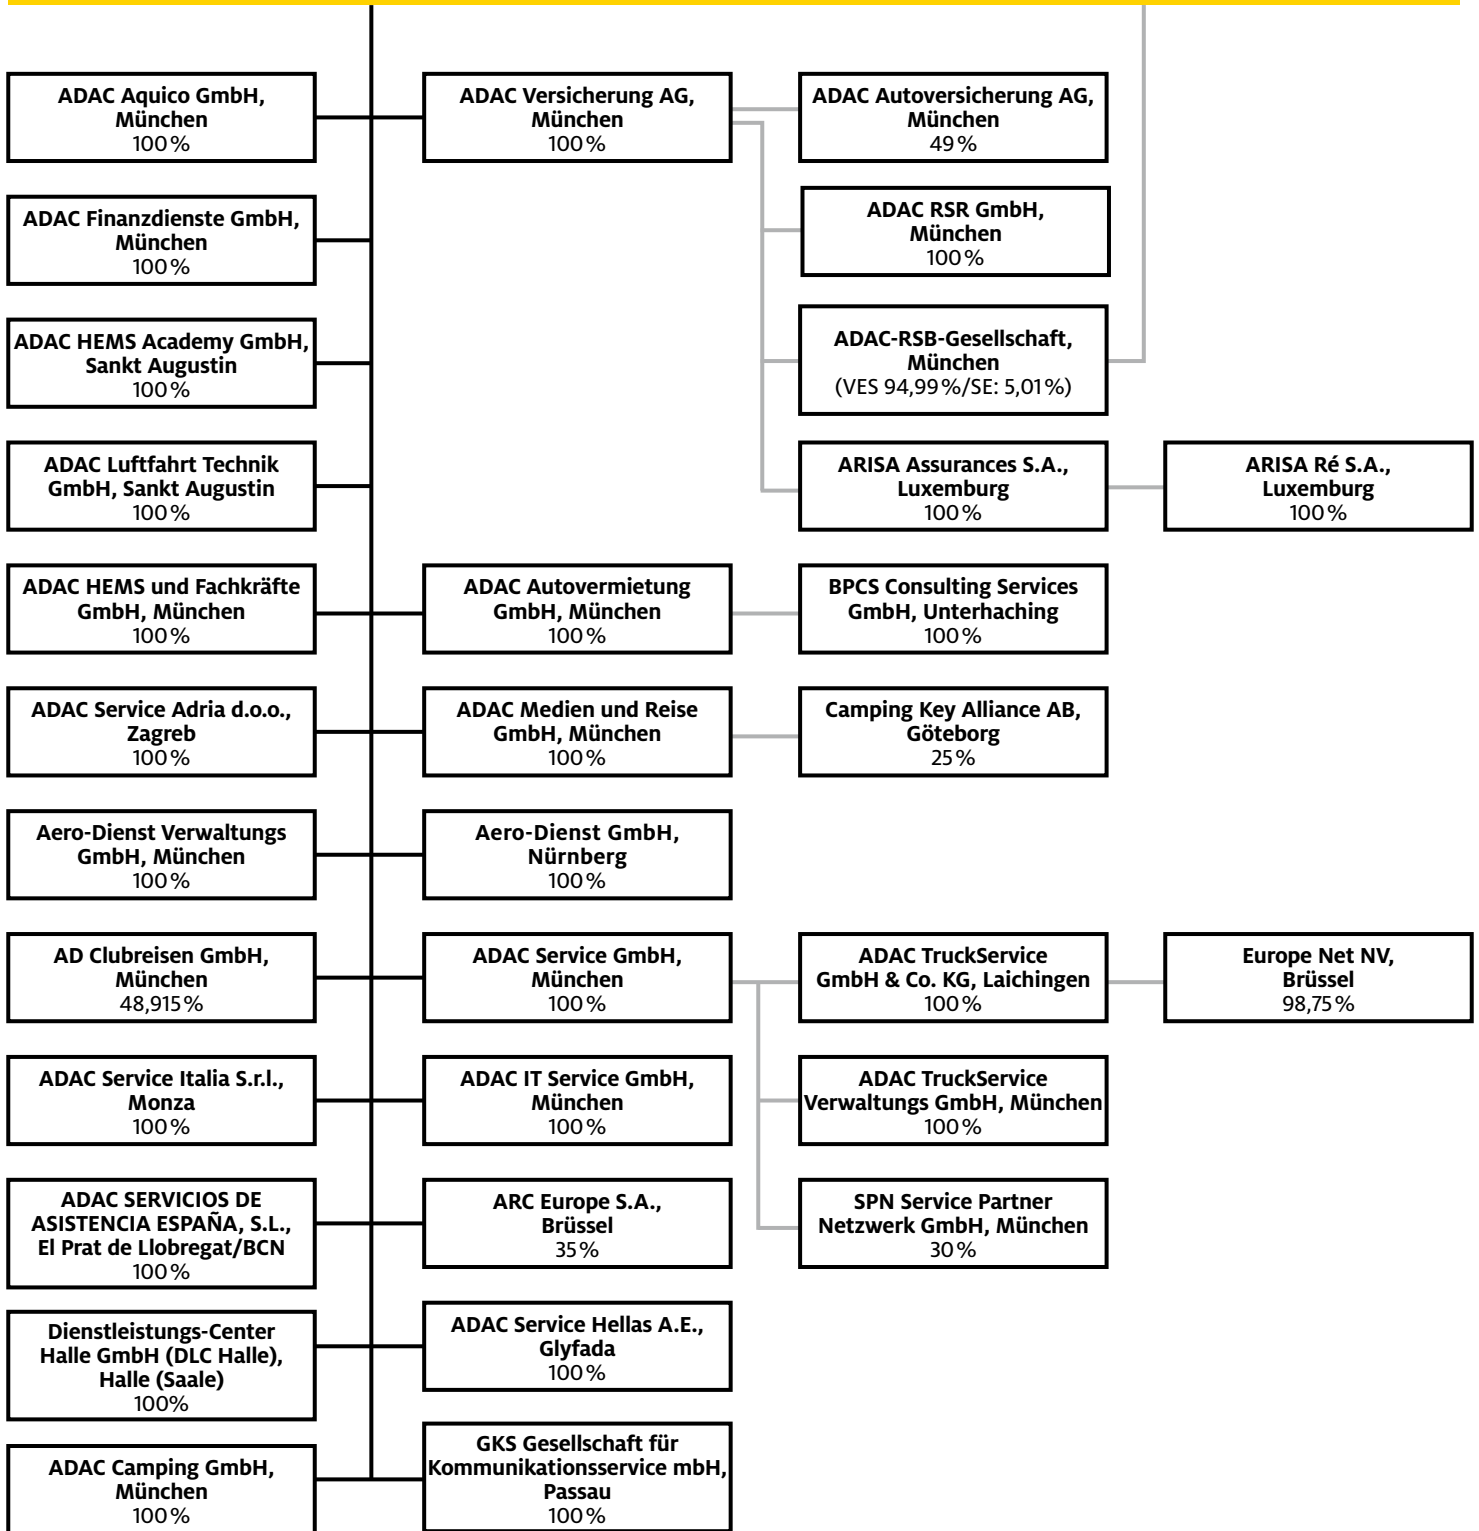 ADAC Aquico GmbH,
München
100 %
ADAC Versicherung AG,
München
100 %
ADAC Autoversicherung AG,
München
49 %
ADAC Finanzdienste GmbH,
München
100 %
ADAC RSR GmbH,
München
100 %
ADAC HEMS Academy GmbH,
Sankt Augustin
100 %
ADAC-RSB-Gesellschaft,
München
(VES 94,99 %/SE: 5,01 %)
ADAC Luftfahrt Technik
GmbH, Sankt Augustin
100 %
ARISA Assurances S.A.,
Luxemburg
100 %
ARISA Ré S.A.,
Luxemburg
100 %
ADAC HEMS und Fachkräfte
GmbH, München
100 %
ADAC Autovermietung
GmbH, München
100 %
BPCS Consulting Services
GmbH, Unterhaching
100 %
ADAC Service Adria d.o.o.,
Zagreb
100 %
ADAC Medien und Reise
GmbH, München
100 %
Camping Key Alliance AB,
Göteborg
25 %
Aero-Dienst Verwaltungs
GmbH, München
100 %
Aero-Dienst GmbH,
Nürnberg
100 %
AD Clubreisen GmbH,
München
48,915 %
ADAC Service GmbH,
München
100 %
ADAC TruckService
GmbH & Co. KG, Laichingen
100 %
Europe Net NV,
Brüssel
98,75 %
ADAC Service Italia S.r.l.,
Monza
100 %
ADAC IT Service GmbH,
München
100 %
ADAC TruckService
Verwaltungs GmbH, München
100 %
ADAC SERVICIOS DE
ASISTENCIA ESPAÑA, S.L.,
El Prat de Llobregat/BCN
100 %
ARC Europe S.A.,
Brüssel
35 %
SPN Service Partner
Netzwerk GmbH, München
30 %
Dienstleistungs-Center
Halle GmbH (DLC Halle),
Halle (Saale)
100%
ADAC Service Hellas A.E.,
Glyfada
100 %
ADAC Camping GmbH,
München
100 %
GKS Gesellschaft für
Kommunikationsservice mbH,
Passau
100 %